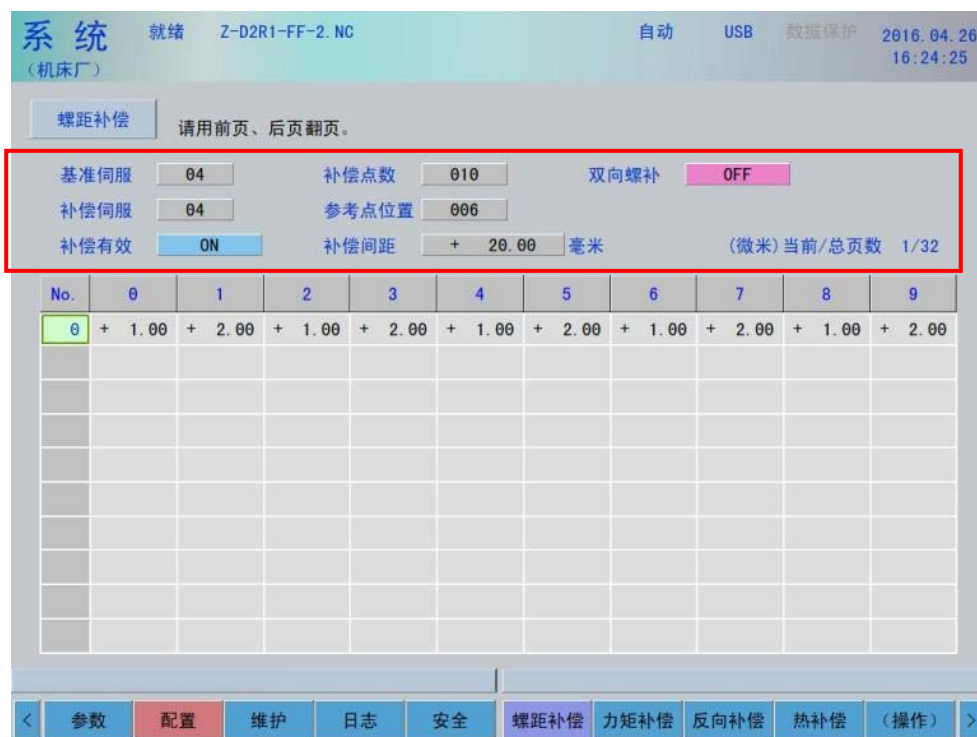 系 统 就绪 Z-D2R1-FF-2.NC 自动 USB 数据保护 2016.04.26
(机床厂) 16:24:25
螺距补偿 请用前页、后页翻页。
基准伺服 04 补偿点数 010 双向螺补 OFF
补偿伺服 04 参考点位置 006
补偿有效 ON 补偿间距 + 20.00 毫米 (微米)当前/总页数 1/32
No. 0 1 2 3 4 5 6 7 8 9
0 + 1.00 + 2.00 + 1.00 + 2.00 + 1.00 + 2.00 + 1.00 + 2.00 + 1.00 + 2.00
< 参数 配置 维护 日志 安全 螺距补偿 力矩补偿 反向补偿 热补偿 (操作) >